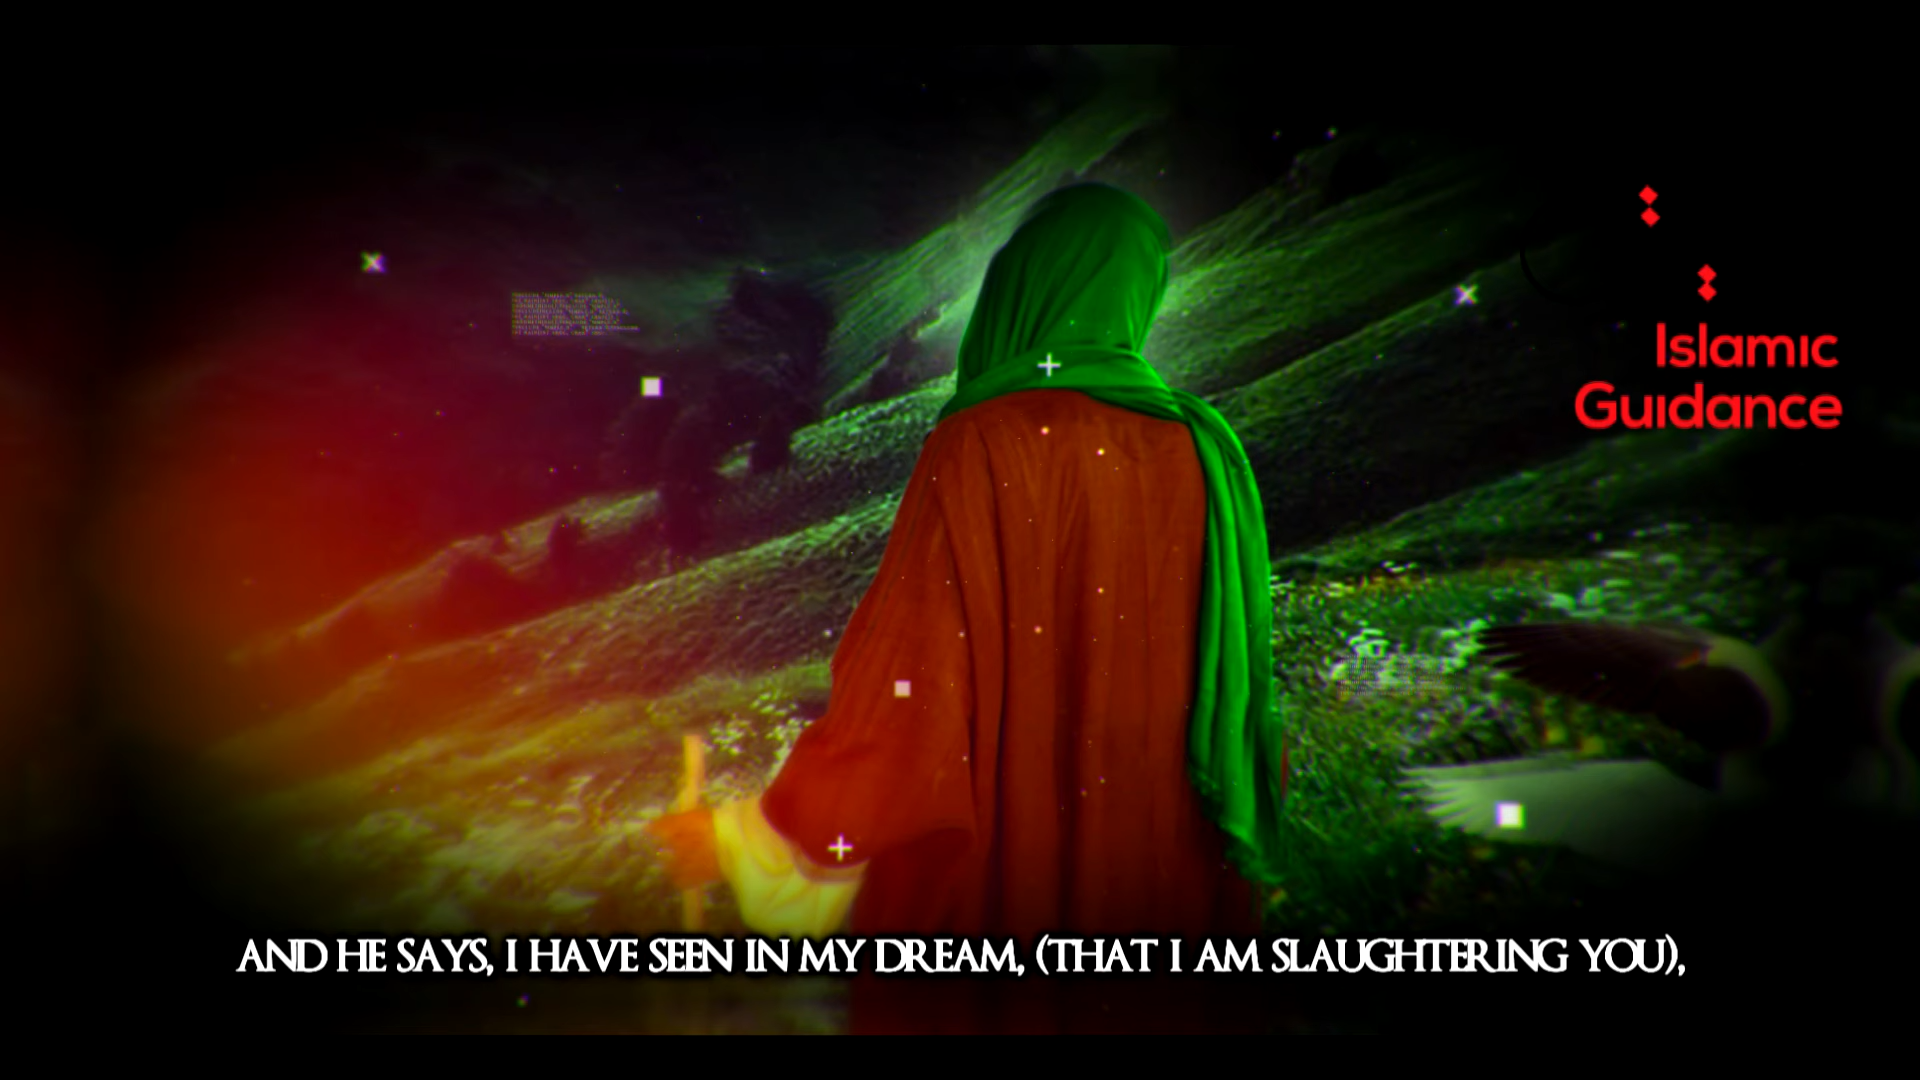 Islamic
Guidance
AND HE SAYS, I HAVE SEEN IN MY DREAM, (THAT I AM SLAUGHTERING YOU),